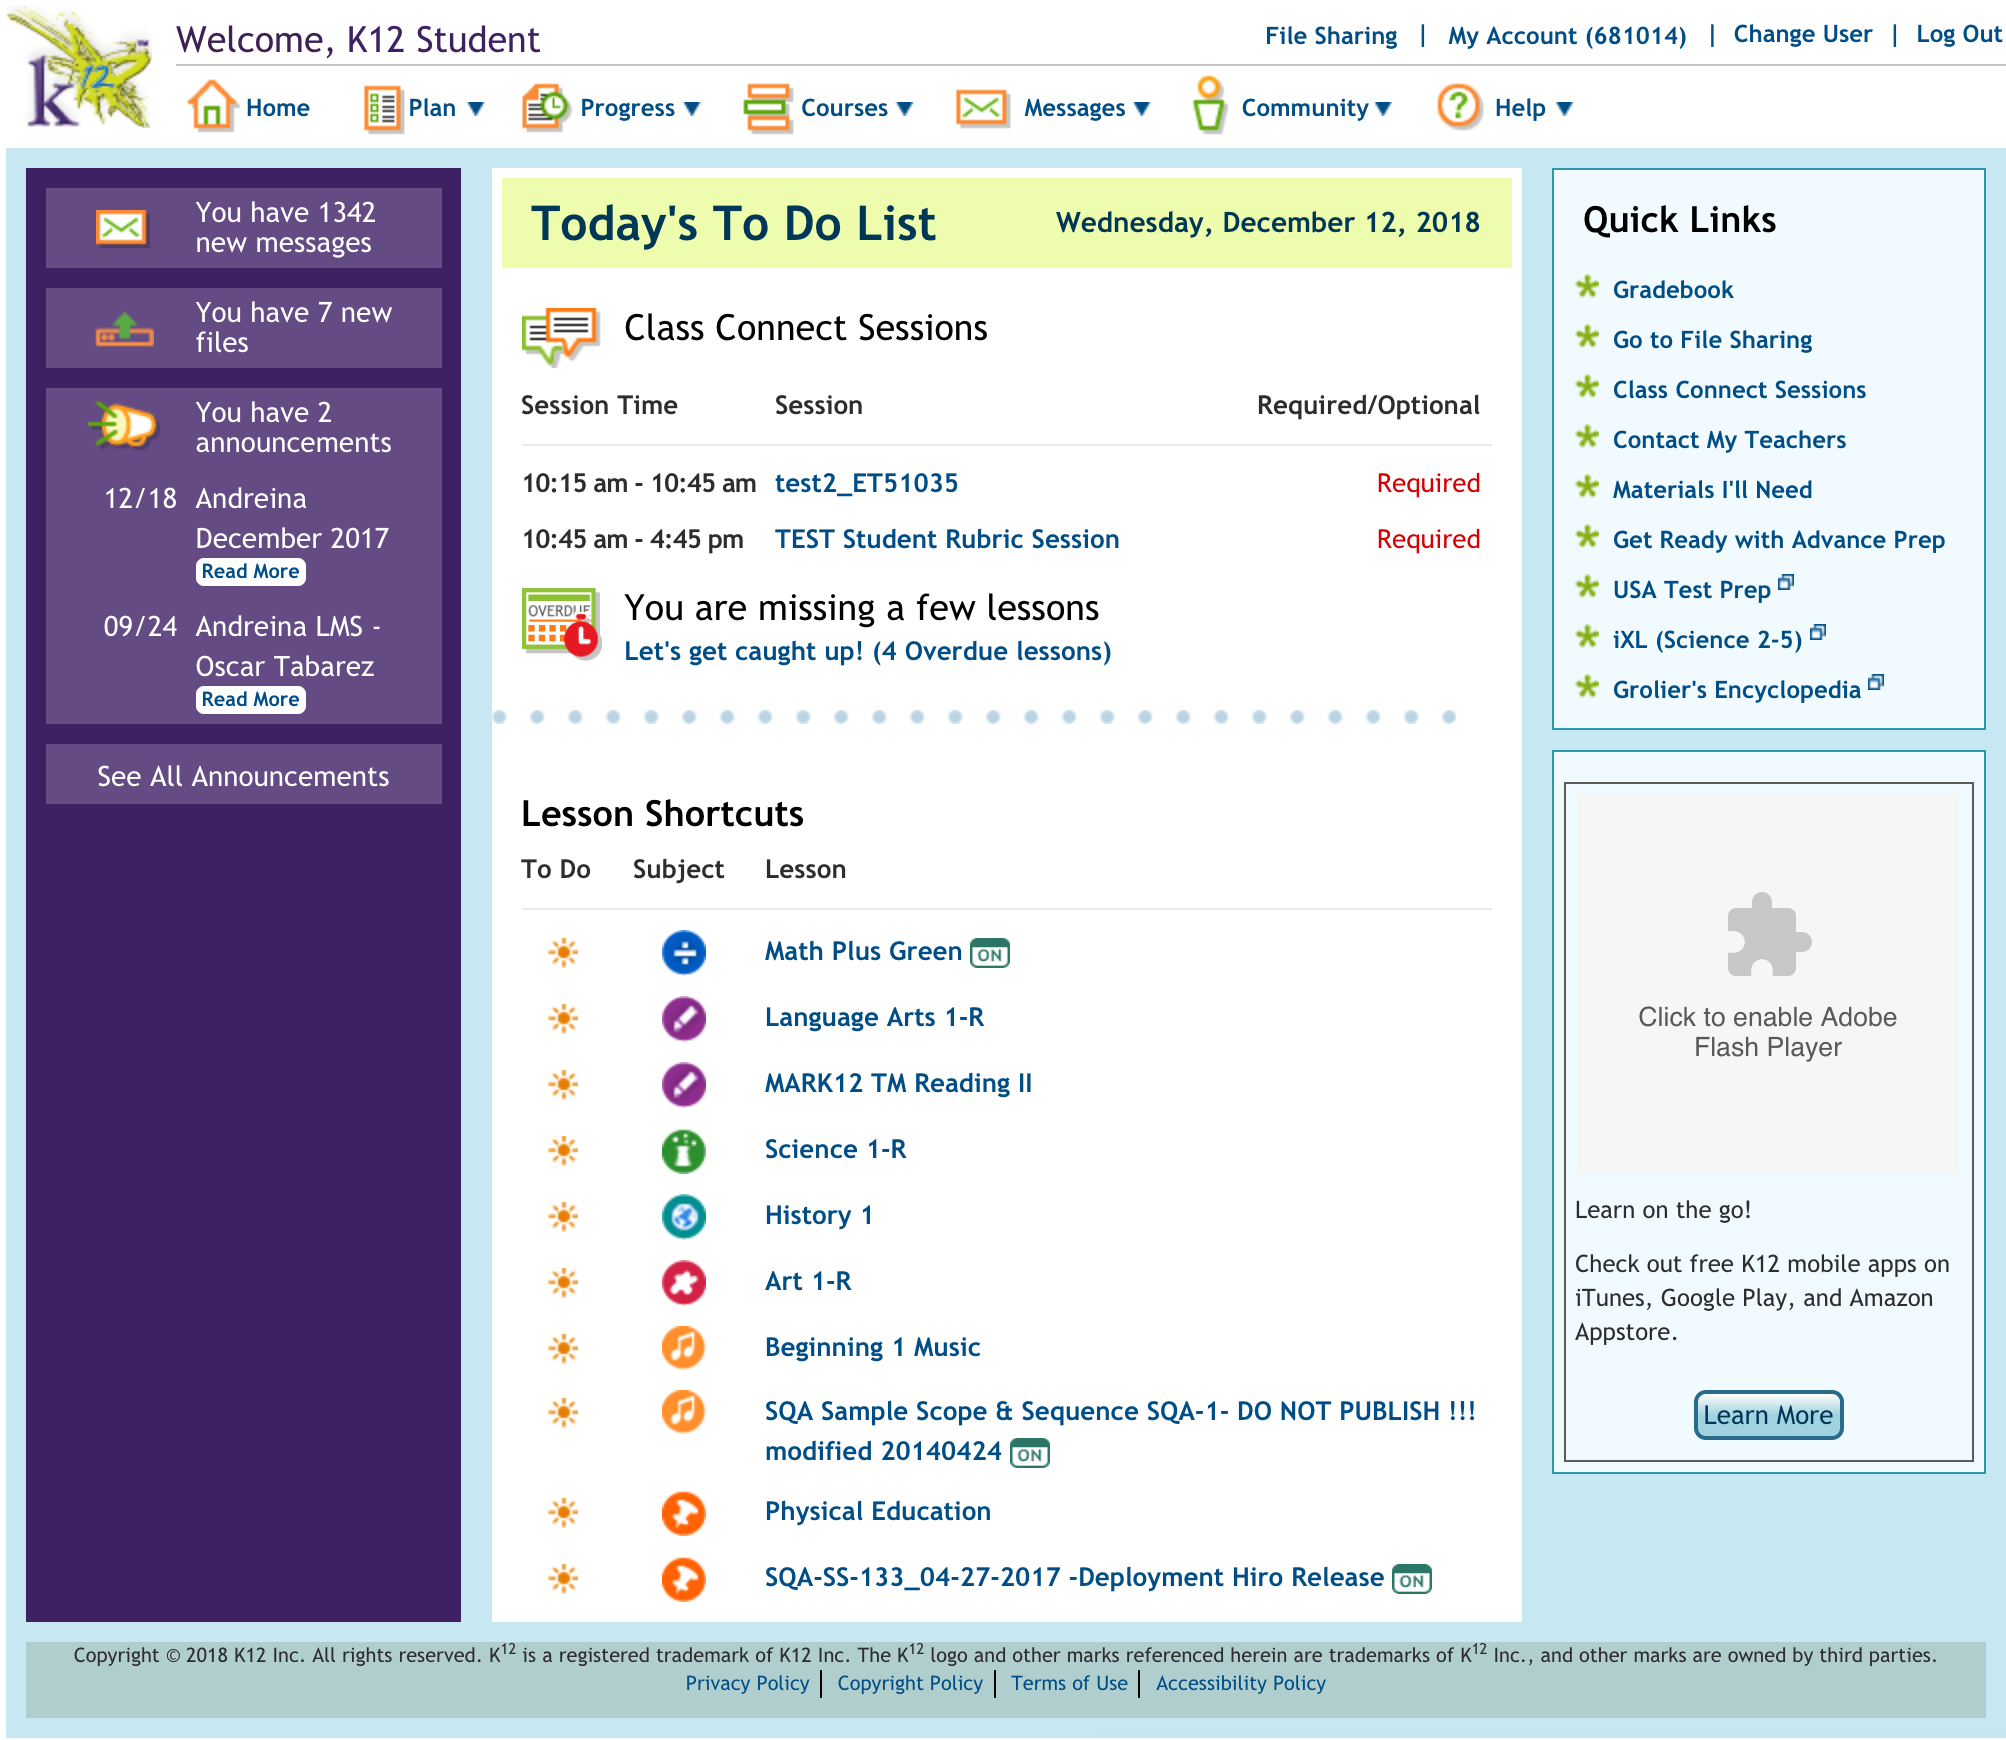 k12
Welcome, K12 Student
File Sharing | My Account (681014) | Change User | Log Out
Home Plan Progress Courses Messages Community Help
You have 1342
new messages
You have 7 new
files
You have 2
announcements
12/18 Andreina
December 2017
Read More
09/24 Andreina LMS -
Oscar Tabarez
Read More
See All Announcements
Today's To Do List Wednesday, December 12, 2018
Class Connect Sessions
Session Time Session Required/Optional
10:15 am - 10:45 am test2_ET51035 Required
10:45 am - 4:45 pm TEST Student Rubric Session Required
OVERDUE
You are missing a few lessons
Let's get caught up! (4 Overdue lessons)
Lesson Shortcuts
To Do Subject Lesson
Math Plus Green ON
Language Arts 1-R
MARK12 TM Reading II
Science 1-R
History 1
Art 1-R
Beginning 1 Music
SQA Sample Scope & Sequence SQA-1- DO NOT PUBLISH !!!
modified 20140424 ON
Physical Education
SQA-SS-133_04-27-2017 -Deployment Hiro Release ON
Quick Links
Gradebook
Go to File Sharing
Class Connect Sessions
Contact My Teachers
Materials I'll Need
Get Ready with Advance Prep
USA Test Prep
iXL (Science 2-5)
Grolier's Encyclopedia
Click to enable Adobe
Flash Player
Learn on the go!
Check out free K12 mobile apps on
iTunes, Google Play, and Amazon
Appstore.
Learn More
Copyright © 2018 K12 Inc. All rights reserved. K12 is a registered trademark of K12 Inc. The K12 logo and other marks referenced herein are trademarks of K12 Inc., and other marks are owned by third parties.
Privacy Policy | Copyright Policy | Terms of Use | Accessibility Policy